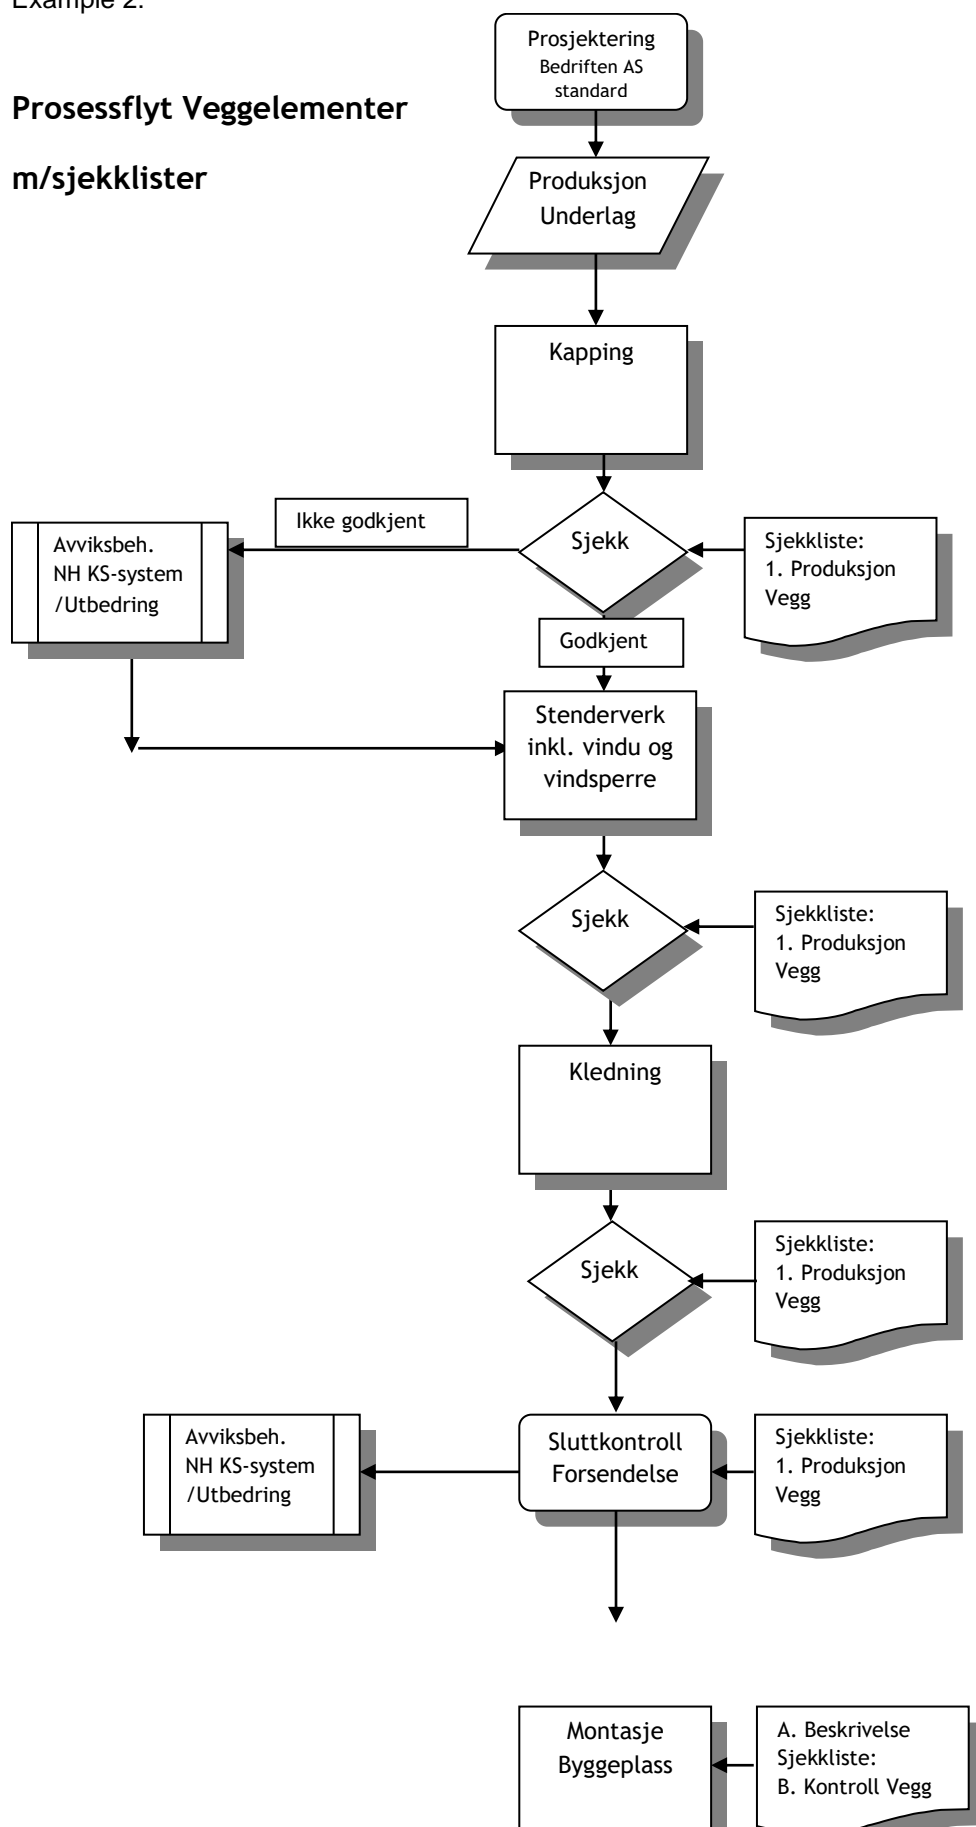 Example 2:
Prosjektering
Bedriften AS
standard
Prosessflyt Veggelementer
m/sjekklister
Produksjon
Underlag
Kapping
Ikke godkjent
Sjekk
Avviksbeh.
NH KS-system
/Utbedring
Sjekkliste:
1. Produksjon
Vegg
Godkjent
Stenderverk
inkl. vindu og
vindsperre
Sjekk
Sjekkliste:
1. Produksjon
Vegg
Kledning
Sjekk
Sjekkliste:
1. Produksjon
Vegg
Avviksbeh.
NH KS-system
/Utbedring
Sluttkontroll
Forsendelse
Sjekkliste:
1. Produksjon
Vegg
Montasje
Byggeplass
A. Beskrivelse
Sjekkliste:
B. Kontroll Vegg